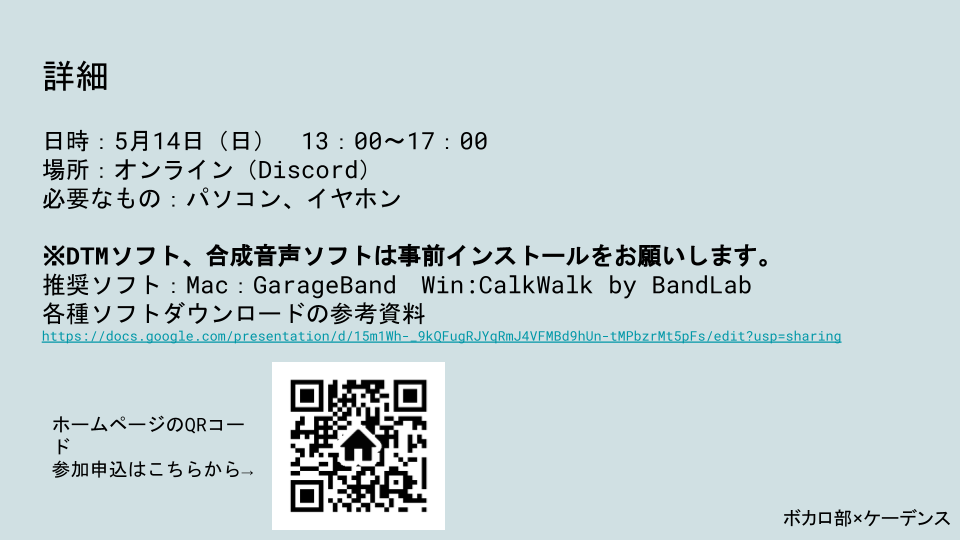 詳細
日時：5月14日（日）　13：00〜17：00
場所：オンライン（Discord）
必要なもの：パソコン、イヤホン
※DTMソフト、合成音声ソフトは事前インストールをお願いします。
推奨ソフト：Mac：GarageBand　Win:CalkWalk by BandLab
各種ソフトダウンロードの参考資料
https://docs.google.com/presentation/d/15m1Wh-_9kQFugRJYqRmJ4VFMBd9hUn-tMPbzrMt5pFs/edit?usp=sharing
ホームページのQRコー
ド
参加申込はこちらから→
ボカロ部×ケーデンス